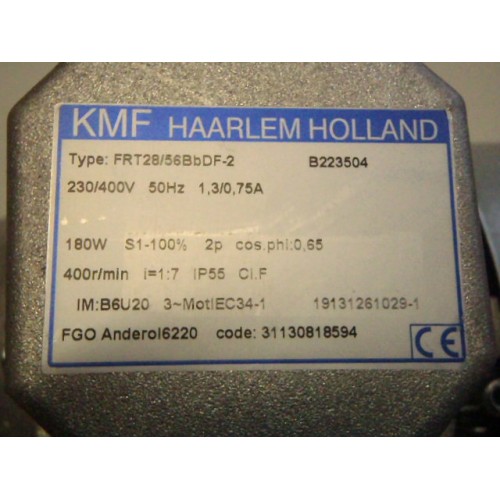 KMF HAARLEM HOLLAND
Type: FRT28/56BbDF-2 B223504
230/400V 50Hz 1,3/0,75A
180W S1-100% 2p cos.phi:0,65
400r/min i=1:7 IP55 Cl.F
IM:B6U20 3~MotIEC34-1 19131261029-1
FGO Anderol6220 code: 31130818594
CE